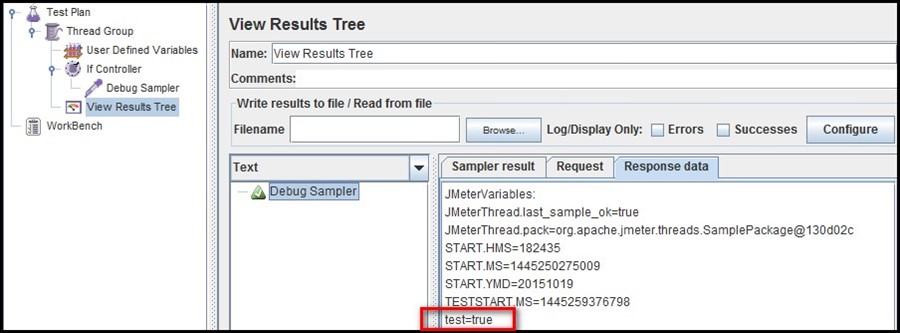 Test Plan
Thread Group
User Defined Variables
If Controller
Debug Sampler
View Results Tree
WorkBench
View Results Tree
Name: View Results Tree
Comments:
Write results to file / Read from file
Filename Browse... Log/Display Only: Errors Successes Configure
Text
Debug Sampler
Sampler result Request Response data
JMeterVariables:
JMeterThread.last_sample_ok=true
JMeterThread.pack=org.apache.jmeter.threads.SamplePackage@130d02c
START.HMS=182435
START.MS=1445250275009
START.YMD=20151019
TESTSTART.MS=1445259376798
test=true